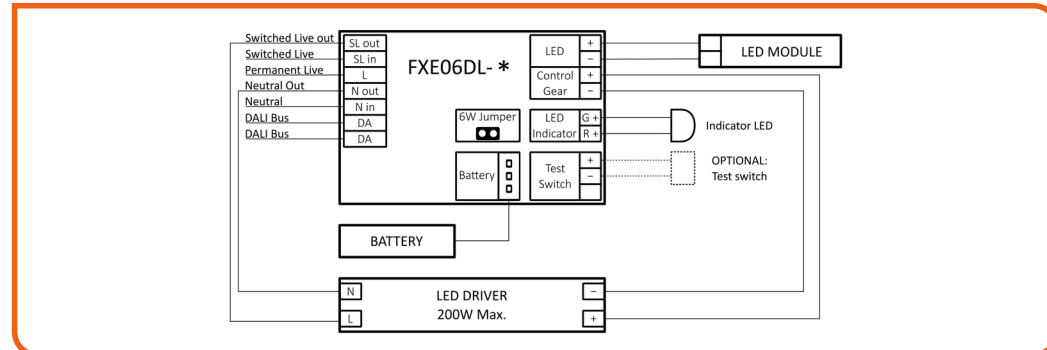 Switched Live out
Switched Live
Permanent Live
Neutral Out
Neutral
DALI Bus
DALI Bus
SL out
SL in
L
N out
N in
DA
DA
FXE06DL- *
6W Jumper
Battery
LED
+
−
Control
Gear
+
−
LED
Indicator
G +
R +
Test
Switch
+
−
LED MODULE
Indicator LED
OPTIONAL:
Test switch
BATTERY
N
L
LED DRIVER
200W Max.
−
+